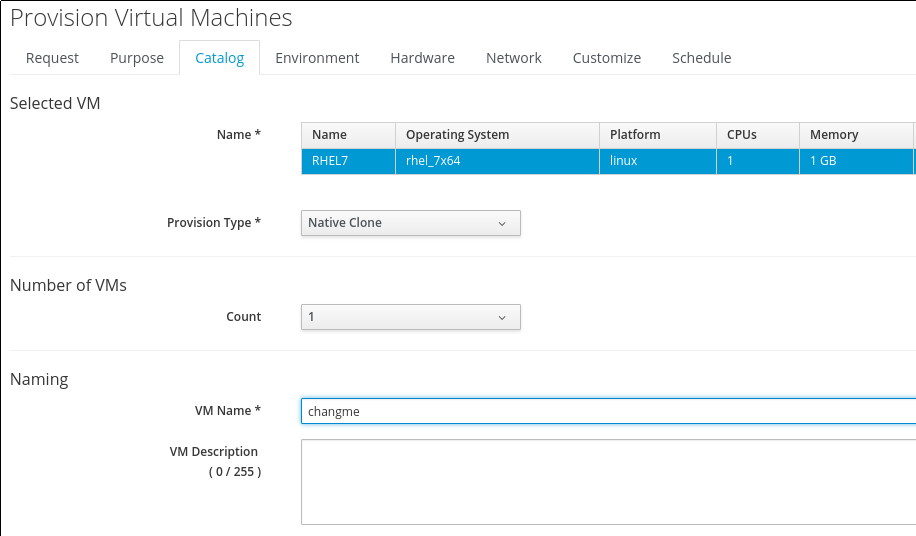 Provision Virtual Machines
Request Purpose Catalog Environment Hardware Network Customize Schedule
Selected VM
Name *
Name Operating System Platform CPUs Memory
RHEL7 rhel_7x64 linux 1 1 GB
Provision Type * Native Clone
Number of VMs
Count 1
Naming
VM Name * changme
VM Description
( 0 / 255 )